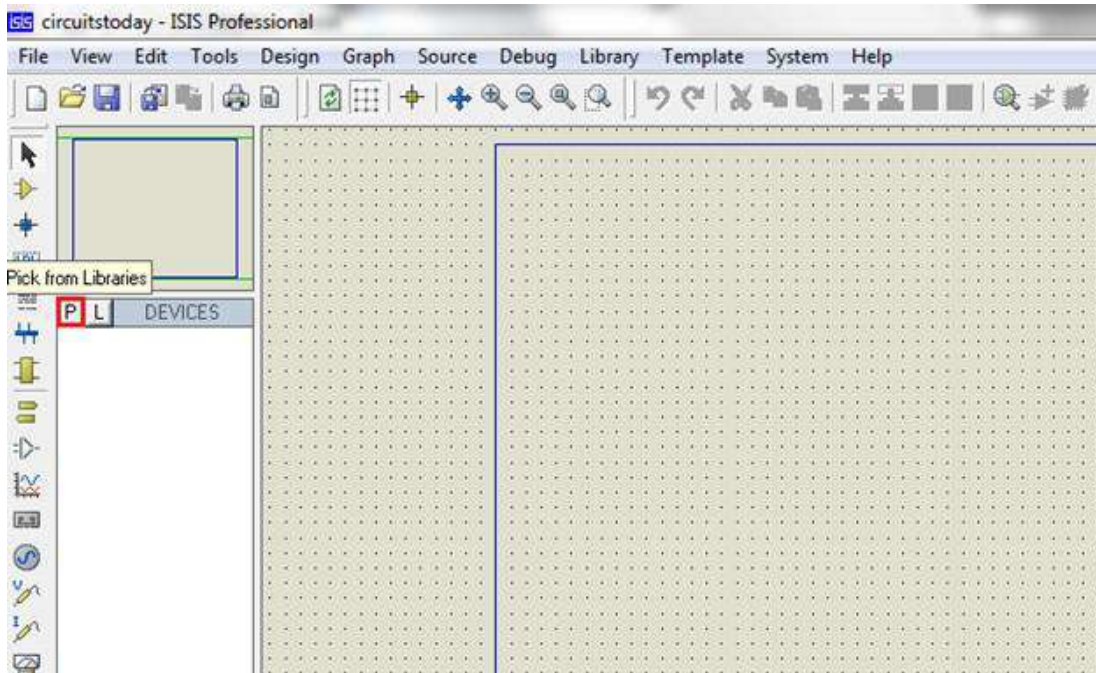 ISIS circuitstoday - ISIS Professional
File View Edit Tools Design Graph Source Debug Library Template System Help
Pick from Libraries
P L DEVICES